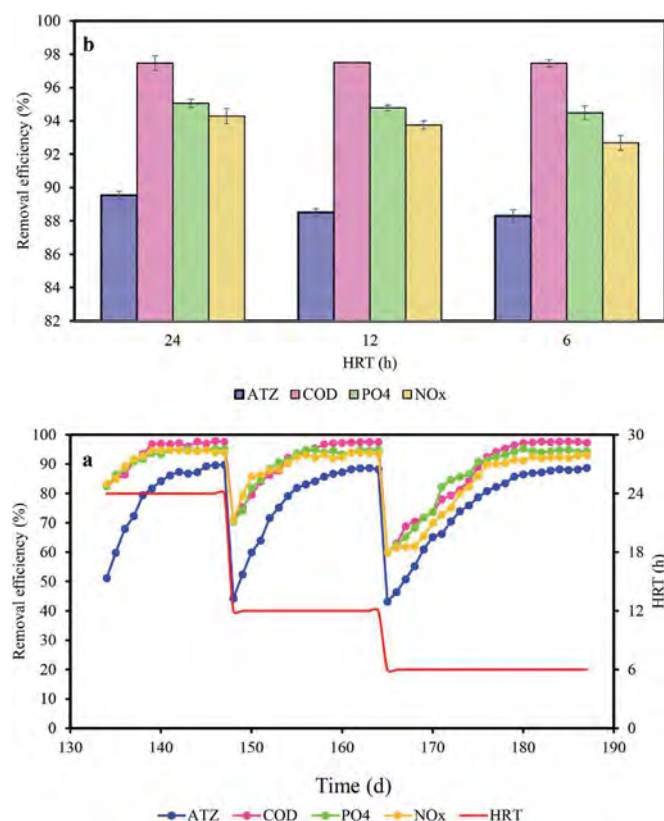 b
Removal efficiency (%)
100
98
96
94
92
90
88
86
84
82
24 12 6
HRT (h)
ATZ COD PO4 NOx
a
Removal efficiency (%)
100
90
80
70
60
50
40
30
20
10
0
30
24
18
12
6
0
HRT (h)
130 140 150 160 170 180 190
Time (d)
ATZ COD PO4 NOx HRT